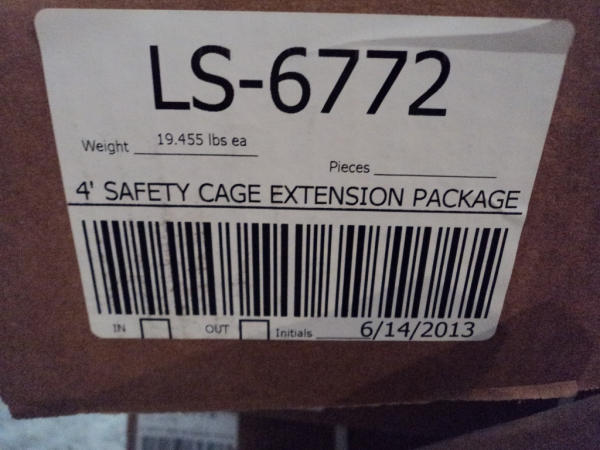 LS-6772
Weight 19.455 lbs ea
Pieces
4' SAFETY CAGE EXTENSION PACKAGE
IN OUT Initials 6/14/2013